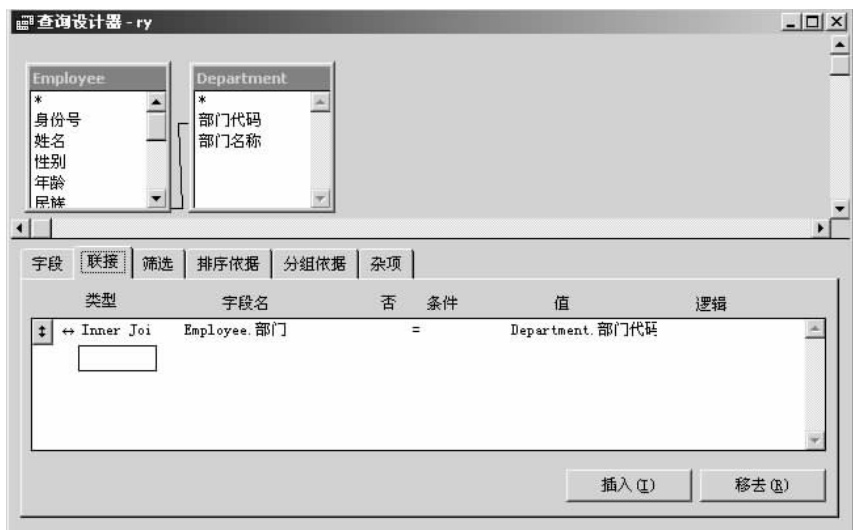 查询设计器 - ry
Employee
*
身份号
姓名
性别
年龄
民族
Department
*
部门代码
部门名称
字段 联接 筛选 排序依据 分组依据 杂项
类型 字段名 否 条件 值 逻辑
Inner Joi Employee.部门 = Department.部门代码
插入(I) 移去(R)